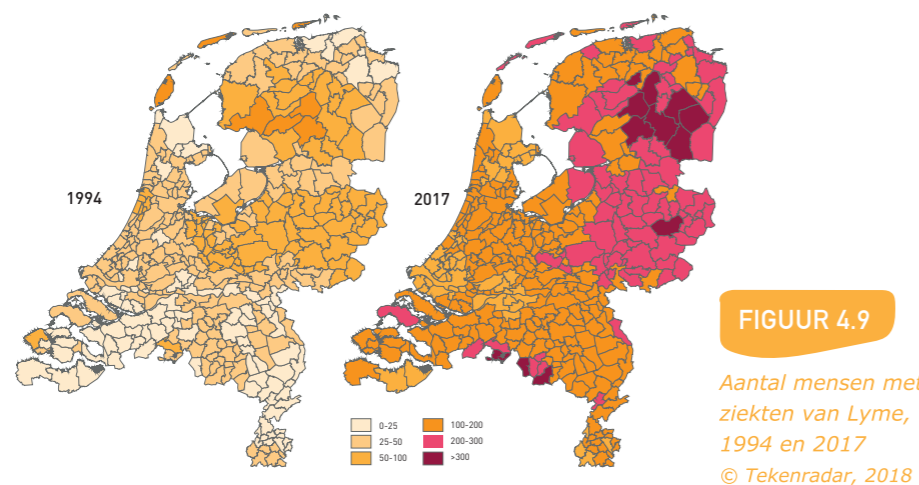 1994
2017
0-25
25-50
50-100
100-200
200-300
>300
FIGUUR 4.9
Aantal mensen met
ziekten van Lyme,
1994 en 2017
© Tekenradar, 2018